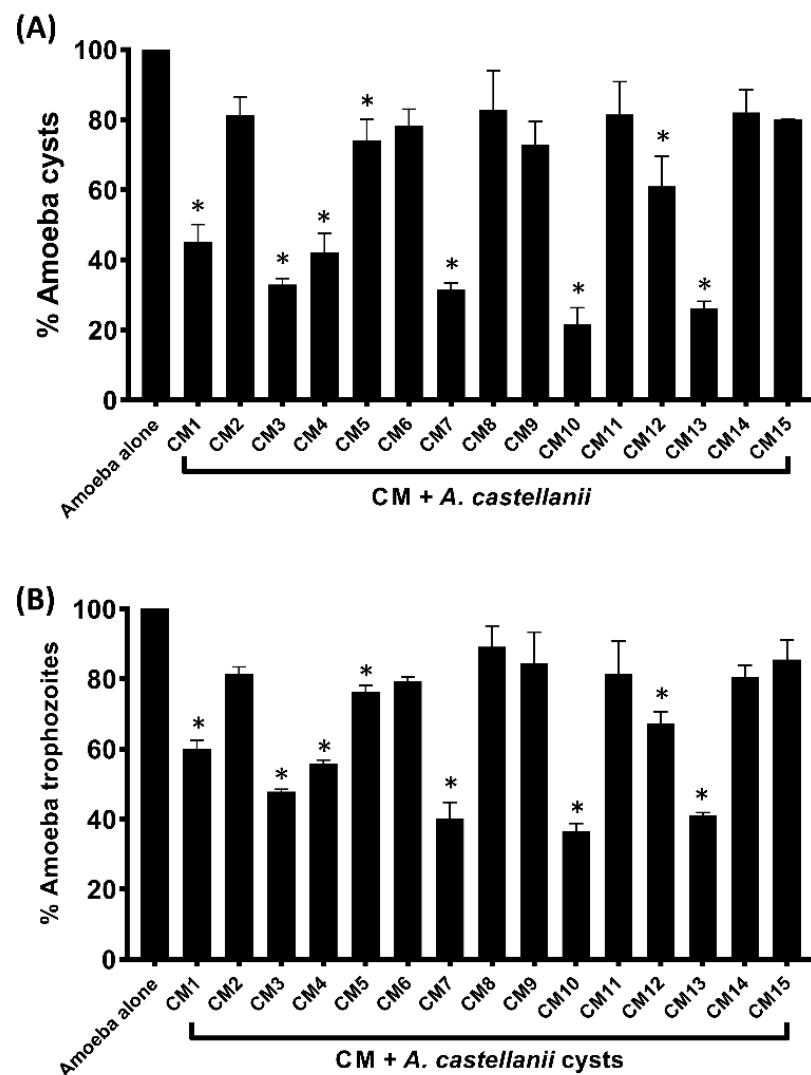 (A)
% Amoeba cysts
100
80
60
40
20
0
* * * * * * * *
Amoeba alone CM1 CM2 CM3 CM4 CM5 CM6 CM7 CM8 CM9 CM10 CM11 CM12 CM13 CM14 CM15
CM + A. castellanii
(B)
% Amoeba trophozoites
100
80
60
40
20
0
* * * * * * * *
Amoeba alone CM1 CM2 CM3 CM4 CM5 CM6 CM7 CM8 CM9 CM10 CM11 CM12 CM13 CM14 CM15
CM + A. castellanii cysts